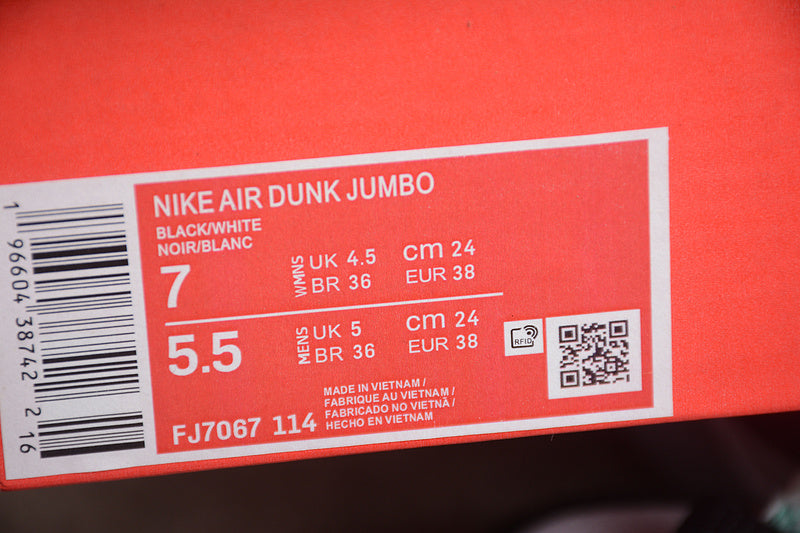 NIKE AIR DUNK JUMBO
BLACK/WHITE
NOIR/BLANC
7
WMNS
UK 4.5 cm 24
BR 36 EUR 38
5.5
MENS
UK 5 cm 24
BR 36 EUR 38
RFID
MADE IN VIETNAM /
FABRIQUE AU VIETNAM /
FABRICADO NO VIETNÃ /
HECHO EN VIETNAM
FJ7067 114
1 96604 38742 2 16